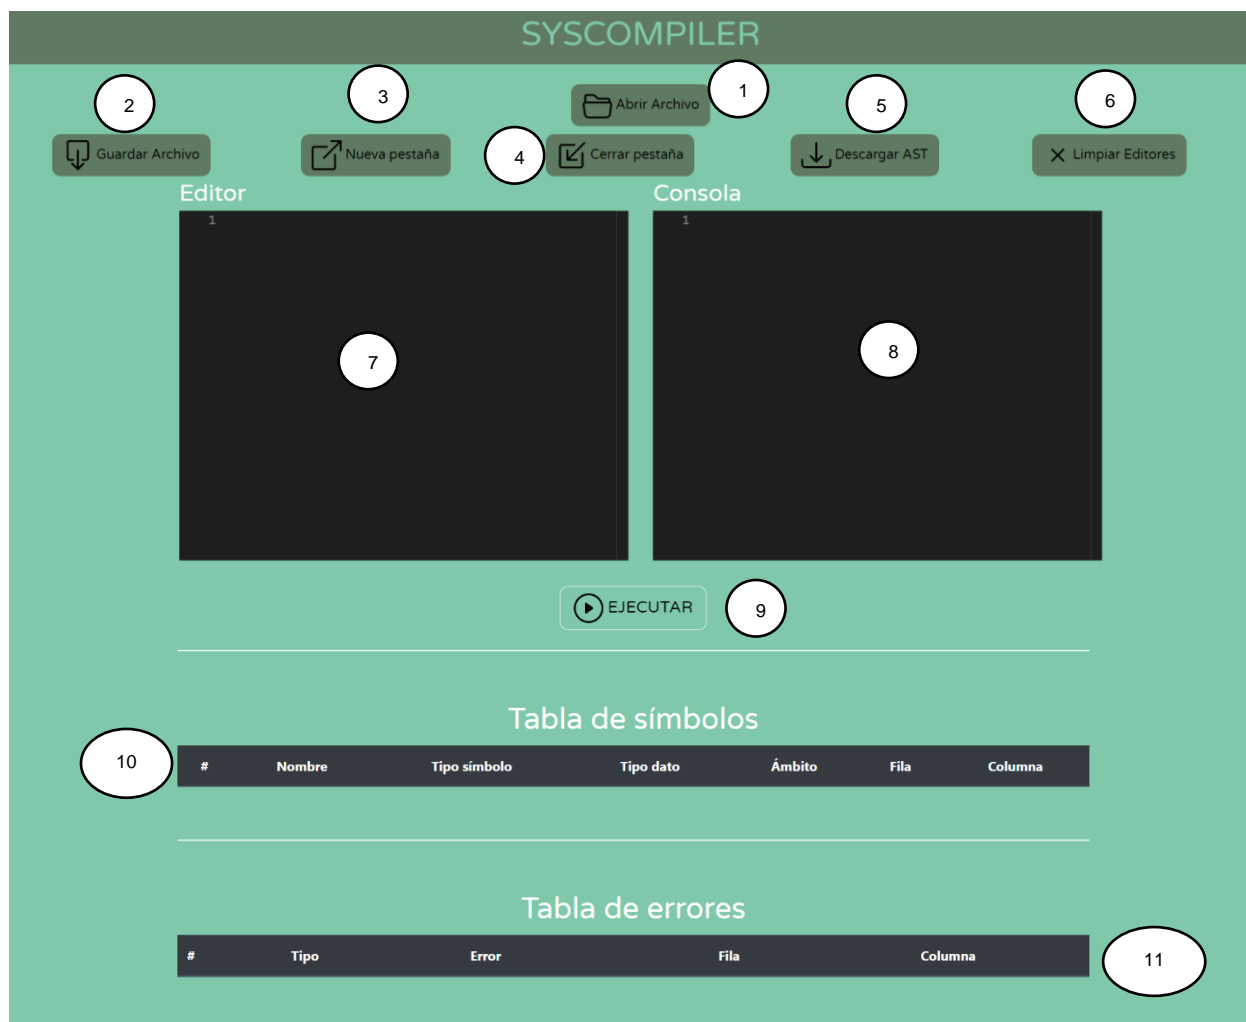 SYSCOMPILER
1
Abrir Archivo
2
3
5
6
Guardar Archivo
Nueva pestaña
4
Cerrar pestaña
Descargar AST
Limpiar Editores
Editor
Consola
1
1
7
8
EJECUTAR
9
Tabla de símbolos
10
# Nombre Tipo símbolo Tipo dato Ámbito Fila Columna
Tabla de errores
# Tipo Error Fila Columna
11